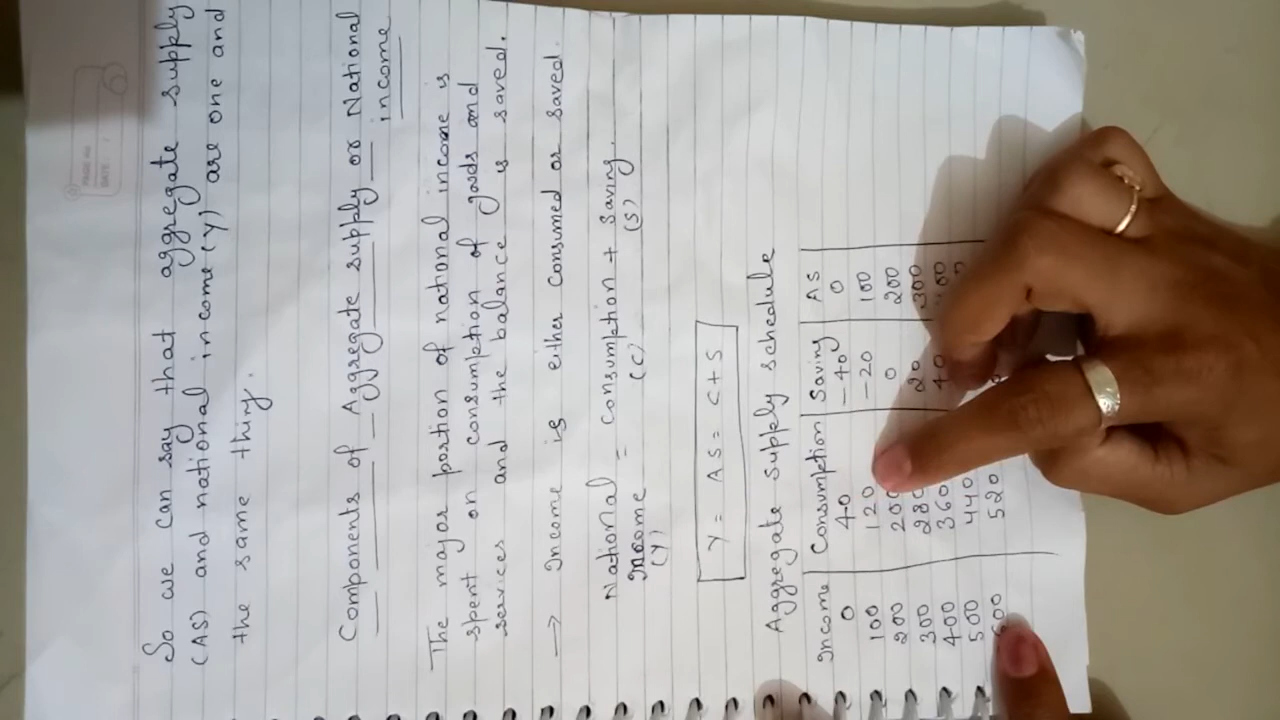 PAGE NO.
DATE
So we can say that aggregate supply
(AS) and national income(Y) are one and
the same thing.
Components of Aggregate supply or National
income
The major portion of national income is
spent on consumption of goods and
services and the balance is saved.
→ Income is either consumed or saved.
National = consumption + saving.
Income (C) (S)
(Y)
Y = AS = C + S
Aggregate supply schedule
Income Consumption Saving AS
0 40 -40 0
100 120 -20 100
200 200 0 200
300 280 20 300
400 360 40
500 440
520